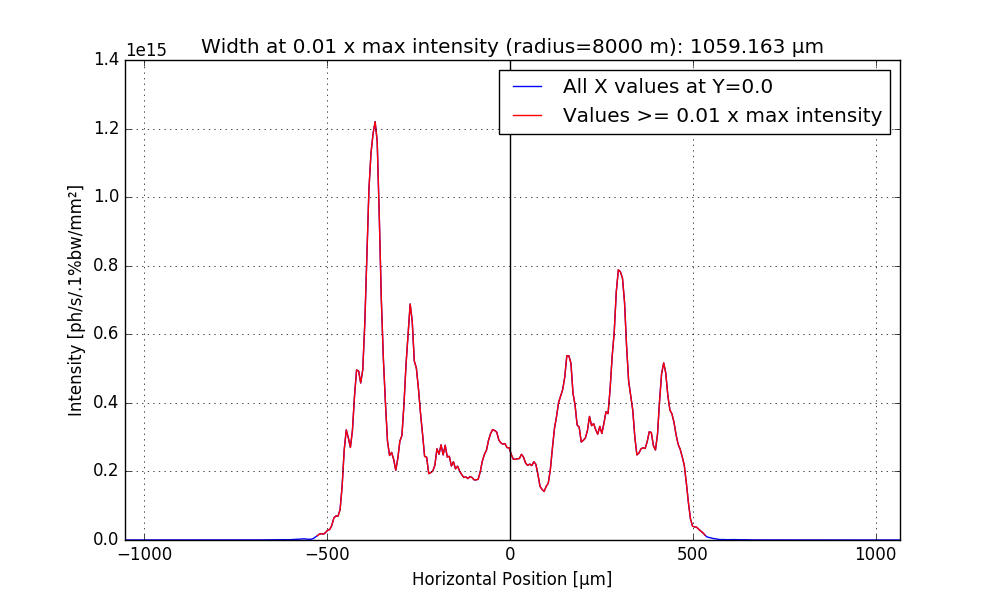 Width at 0.01 x max intensity (radius=8000 m): 1059.163 µm
1e15
All X values at Y=0.0
Values >= 0.01 x max intensity
1.4
1.2
1.0
0.8
0.6
0.4
0.2
0.0
Intensity [ph/s/.1%bw/mm²]
−1000
−500
0
500
1000
Horizontal Position [µm]